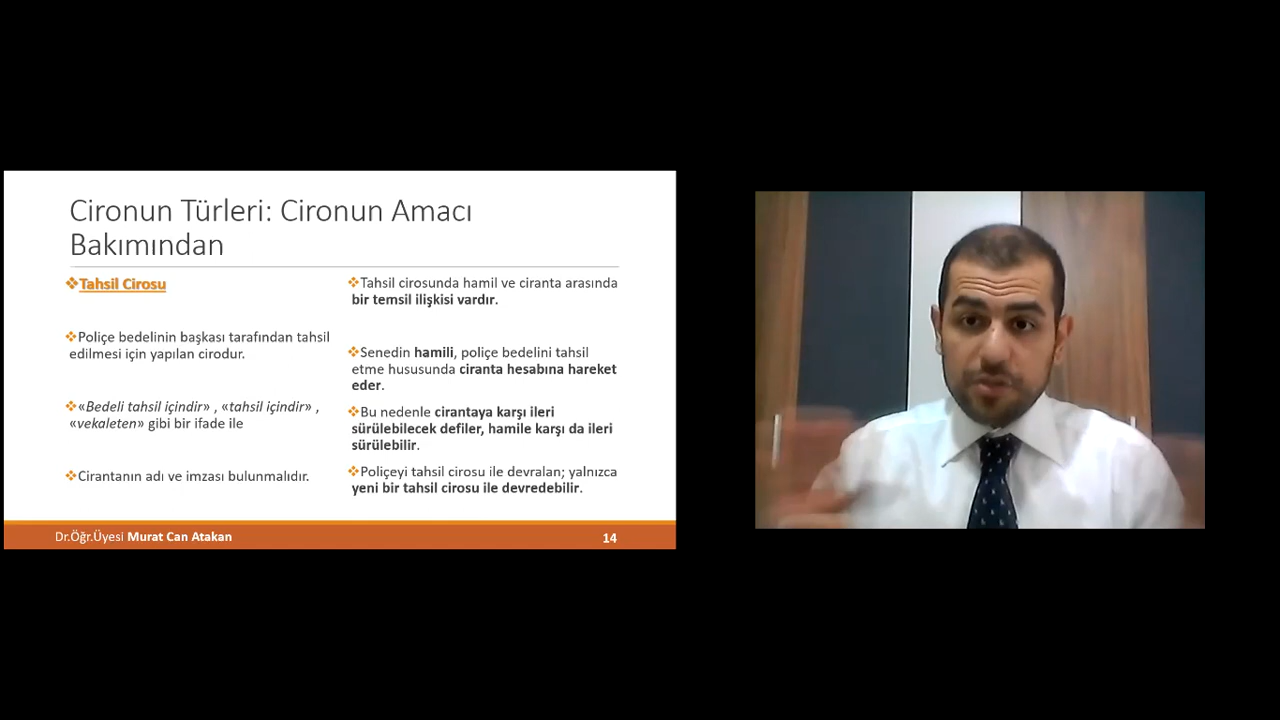 Cironun Türleri: Cironun Amacı
Bakımından
❖Tahsil Cirosu
❖Poliçe bedelinin başkası tarafından tahsil
edilmesi için yapılan cirodur.
❖«Bedeli tahsil içindir» , «tahsil içindir» ,
«vekaleten» gibi bir ifade ile
❖Cirantanın adı ve imzası bulunmalıdır.
❖Tahsil cirosunda hamil ve ciranta arasında
bir temsil ilişkisi vardır.
❖Senedin hamili, poliçe bedelini tahsil
etme hususunda ciranta hesabına hareket
eder.
❖Bu nedenle cirantaya karşı ileri
sürülebilecek defiler, hamile karşı da ileri
sürülebilir.
❖Poliçeyi tahsil cirosu ile devralan; yalnızca
yeni bir tahsil cirosu ile devredebilir.
Dr.Öğr.Üyesi Murat Can Atakan
14